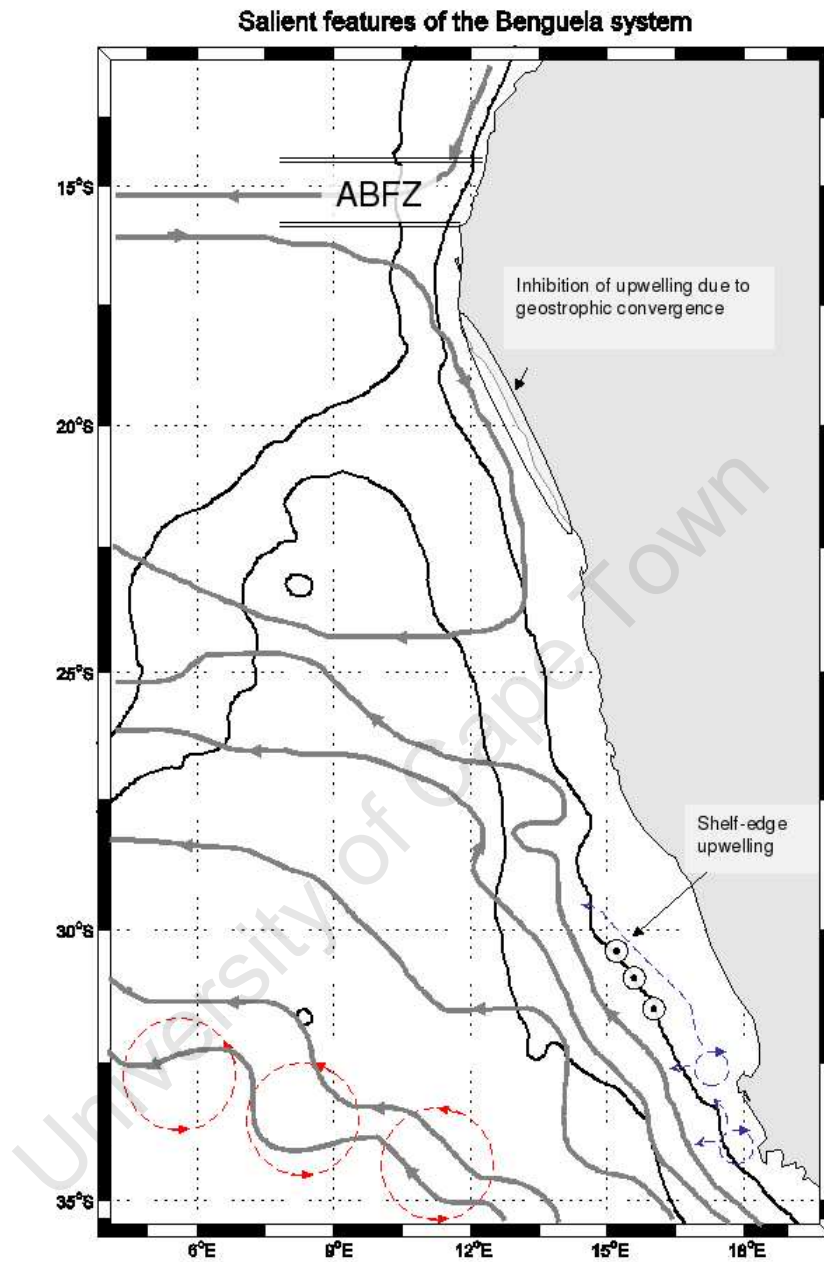 Salient features of the Benguela system
15°S
ABFZ
Inhibition of upwelling due to
geostrophic convergence
20°S
25°S
Shelf-edge
upwelling
30°S
35°S
6°E 9°E 12°E 15°E 18°E
University of Cape Town